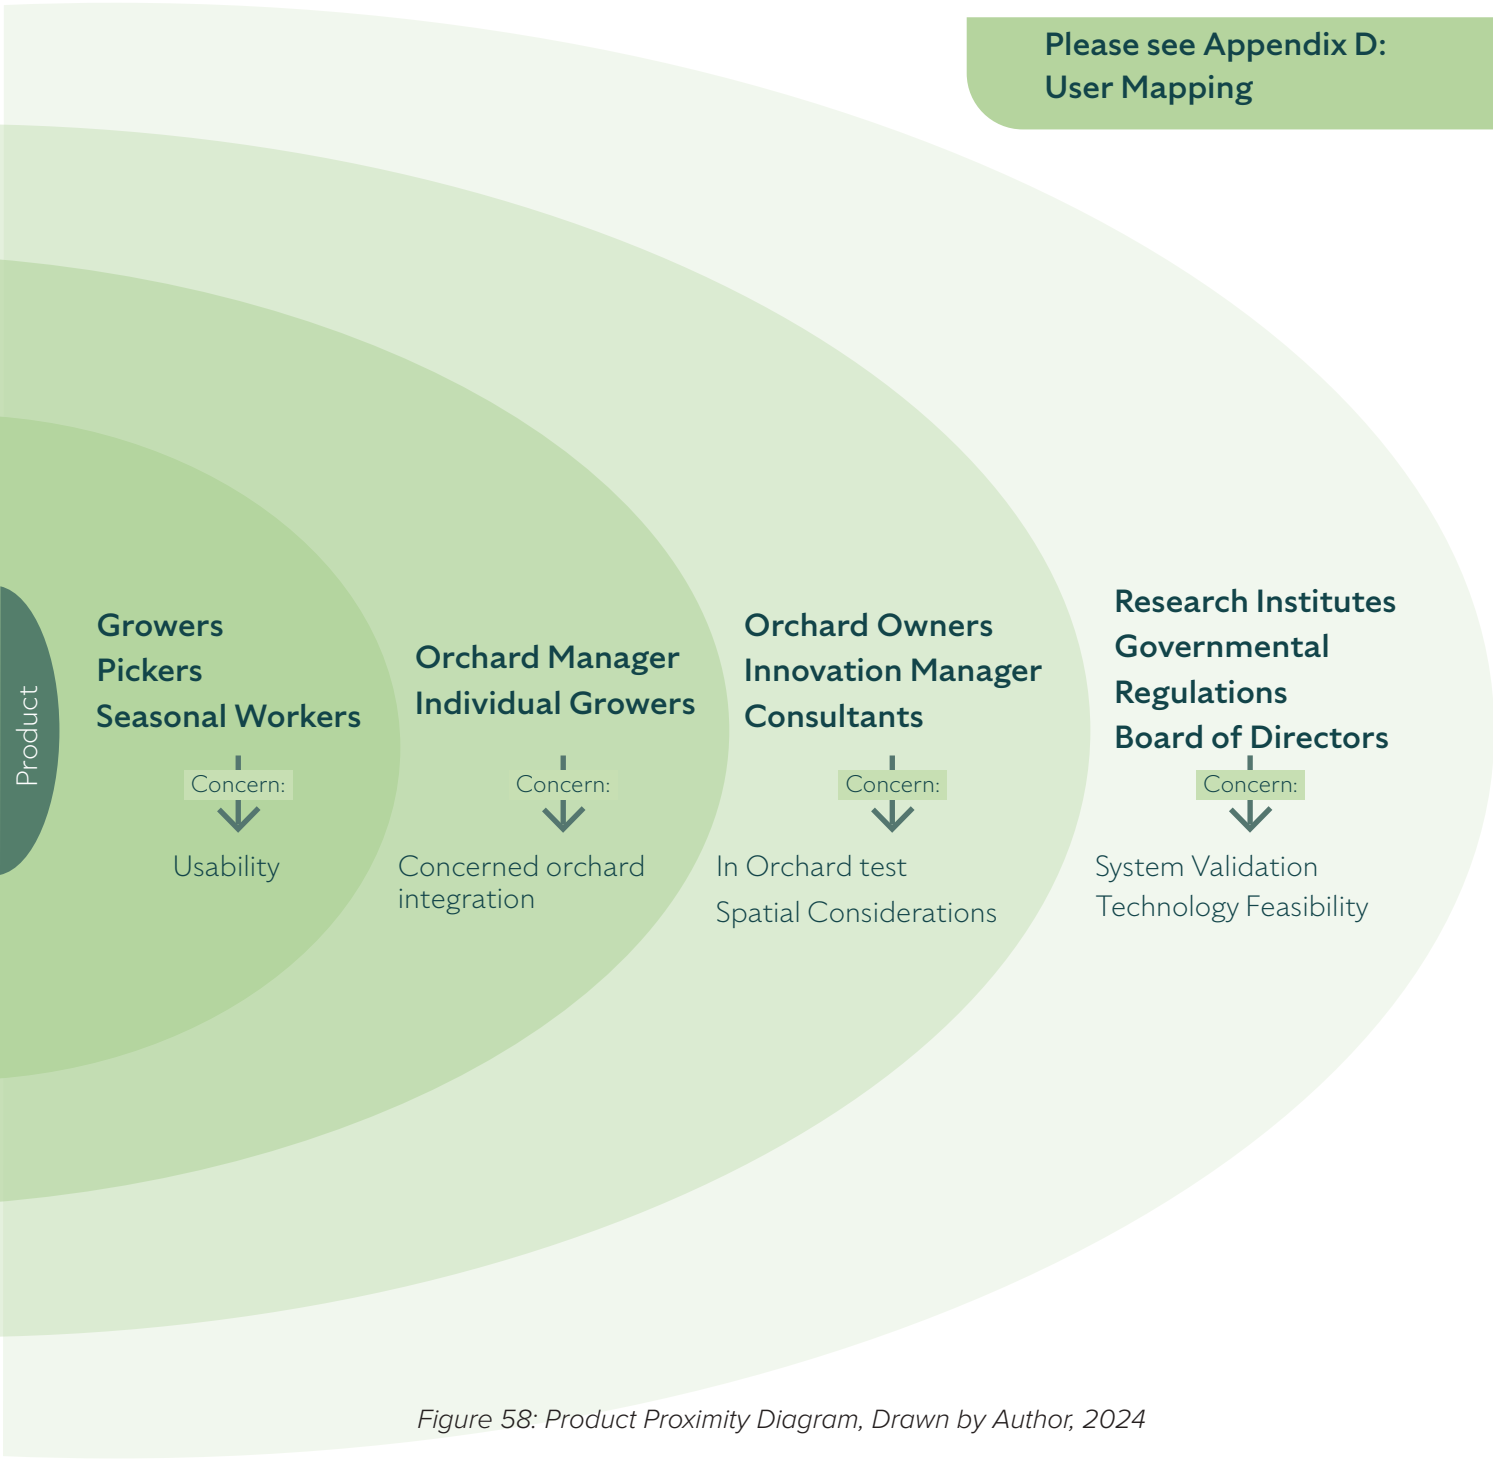 Please see Appendix D:
User Mapping
Product
Growers
Pickers
Seasonal Workers
Concern:
Usability
Orchard Manager
Individual Growers
Concern:
Concerned orchard
integration
Orchard Owners
Innovation Manager
Consultants
Concern:
In Orchard test
Spatial Considerations
Research Institutes
Governmental
Regulations
Board of Directors
Concern:
System Validation
Technology Feasibility
Figure 58: Product Proximity Diagram, Drawn by Author, 2024